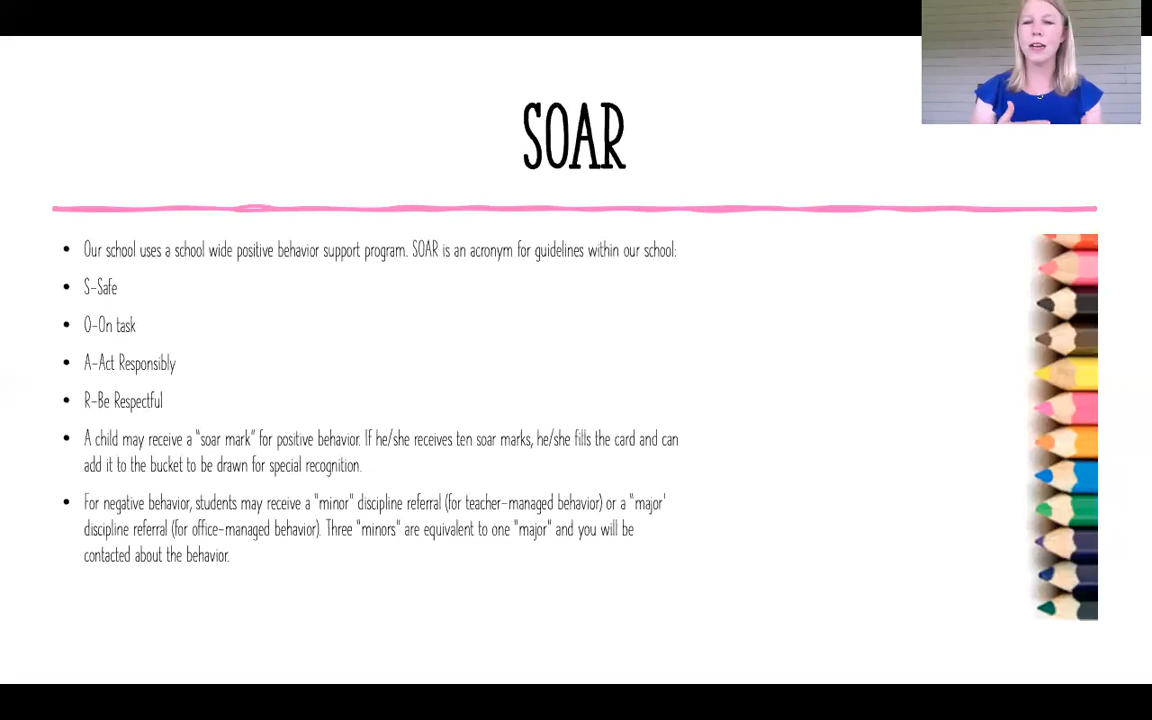 SOAR
• Our school uses a school wide positive behavior support program. SOAR is an acronym for guidelines within our school:
• S-Safe
• O-On task
• A-Act Responsibly
• R-Be Respectful
• A child may receive a "soar mark" for positive behavior. If he/she receives ten soar marks, he/she fills the card and can
add it to the bucket to be drawn for special recognition.
• For negative behavior, students may receive a "minor" discipline referral (for teacher-managed behavior) or a "major'
discipline referral (for office-managed behavior). Three "minors" are equivalent to one "major" and you will be
contacted about the behavior.